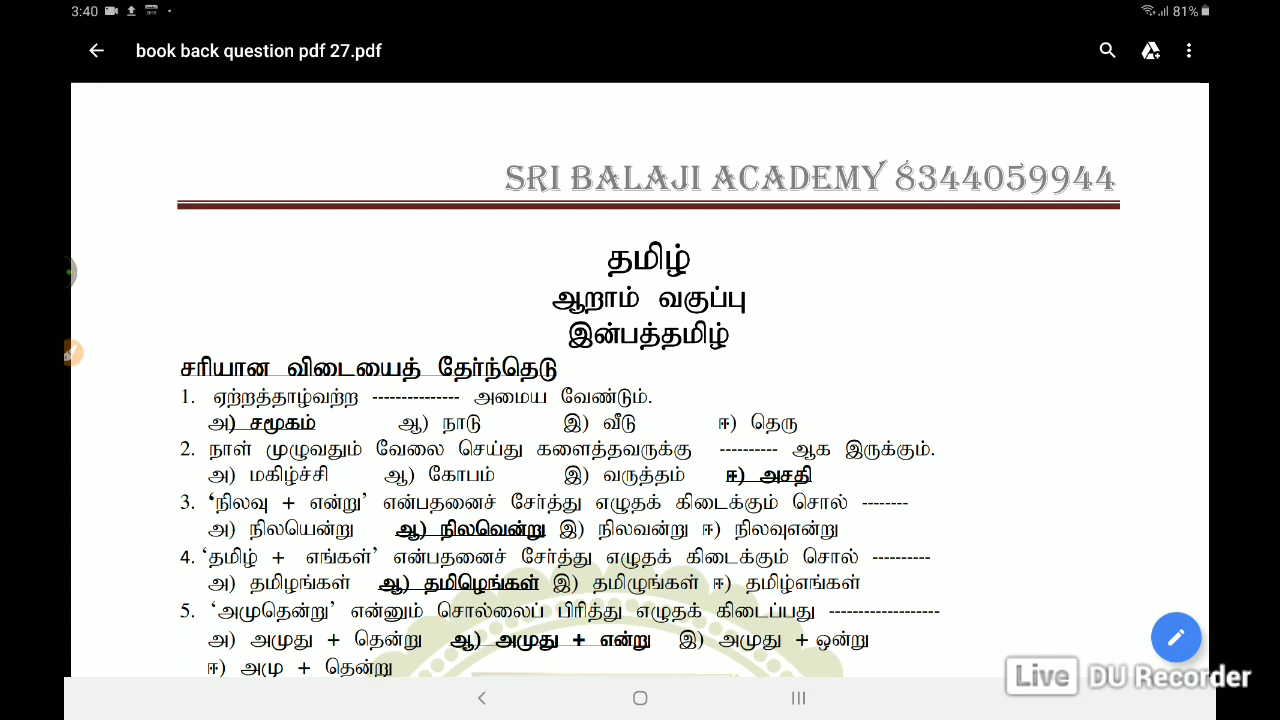 3:40
81%
book back question pdf 27.pdf
SRI BALAJI ACADEMY 8344059944
தமிழ்
ஆறாம் வகுப்பு
இன்பத்தமிழ்
சரியான விடையைத் தேர்ந்தெடு
1. ஏற்றத்தாழ்வற்ற --------------- அமைய வேண்டும்.
அ) சமூகம் ஆ) நாடு இ) வீடு ஈ) தெரு
2. நாள் முழுவதும் வேலை செய்து களைத்தவருக்கு ---------- ஆக இருக்கும்.
அ) மகிழ்ச்சி ஆ) கோபம் இ) வருத்தம் ஈ) அசதி
3. ‘நிலவு + என்று’ என்பதனைச் சேர்த்து எழுதக் கிடைக்கும் சொல் --------
அ) நிலயென்று ஆ) நிலவென்று இ) நிலவன்று ஈ) நிலவுஎன்று
4. ‘தமிழ் + எங்கள்’ என்பதனைச் சேர்த்து எழுதக் கிடைக்கும் சொல் ----------
அ) தமிழங்கள் ஆ) தமிழெங்கள் இ) தமிழுங்கள் ஈ) தமிழ்எங்கள்
5. ‘அமுதென்று’ என்னும் சொல்லைப் பிரித்து எழுதக் கிடைப்பது -------------------
அ) அமுது + தென்று ஆ) அமுது + என்று இ) அமுது + ஒன்று
ஈ) அமு + தென்று
Live DU Recorder